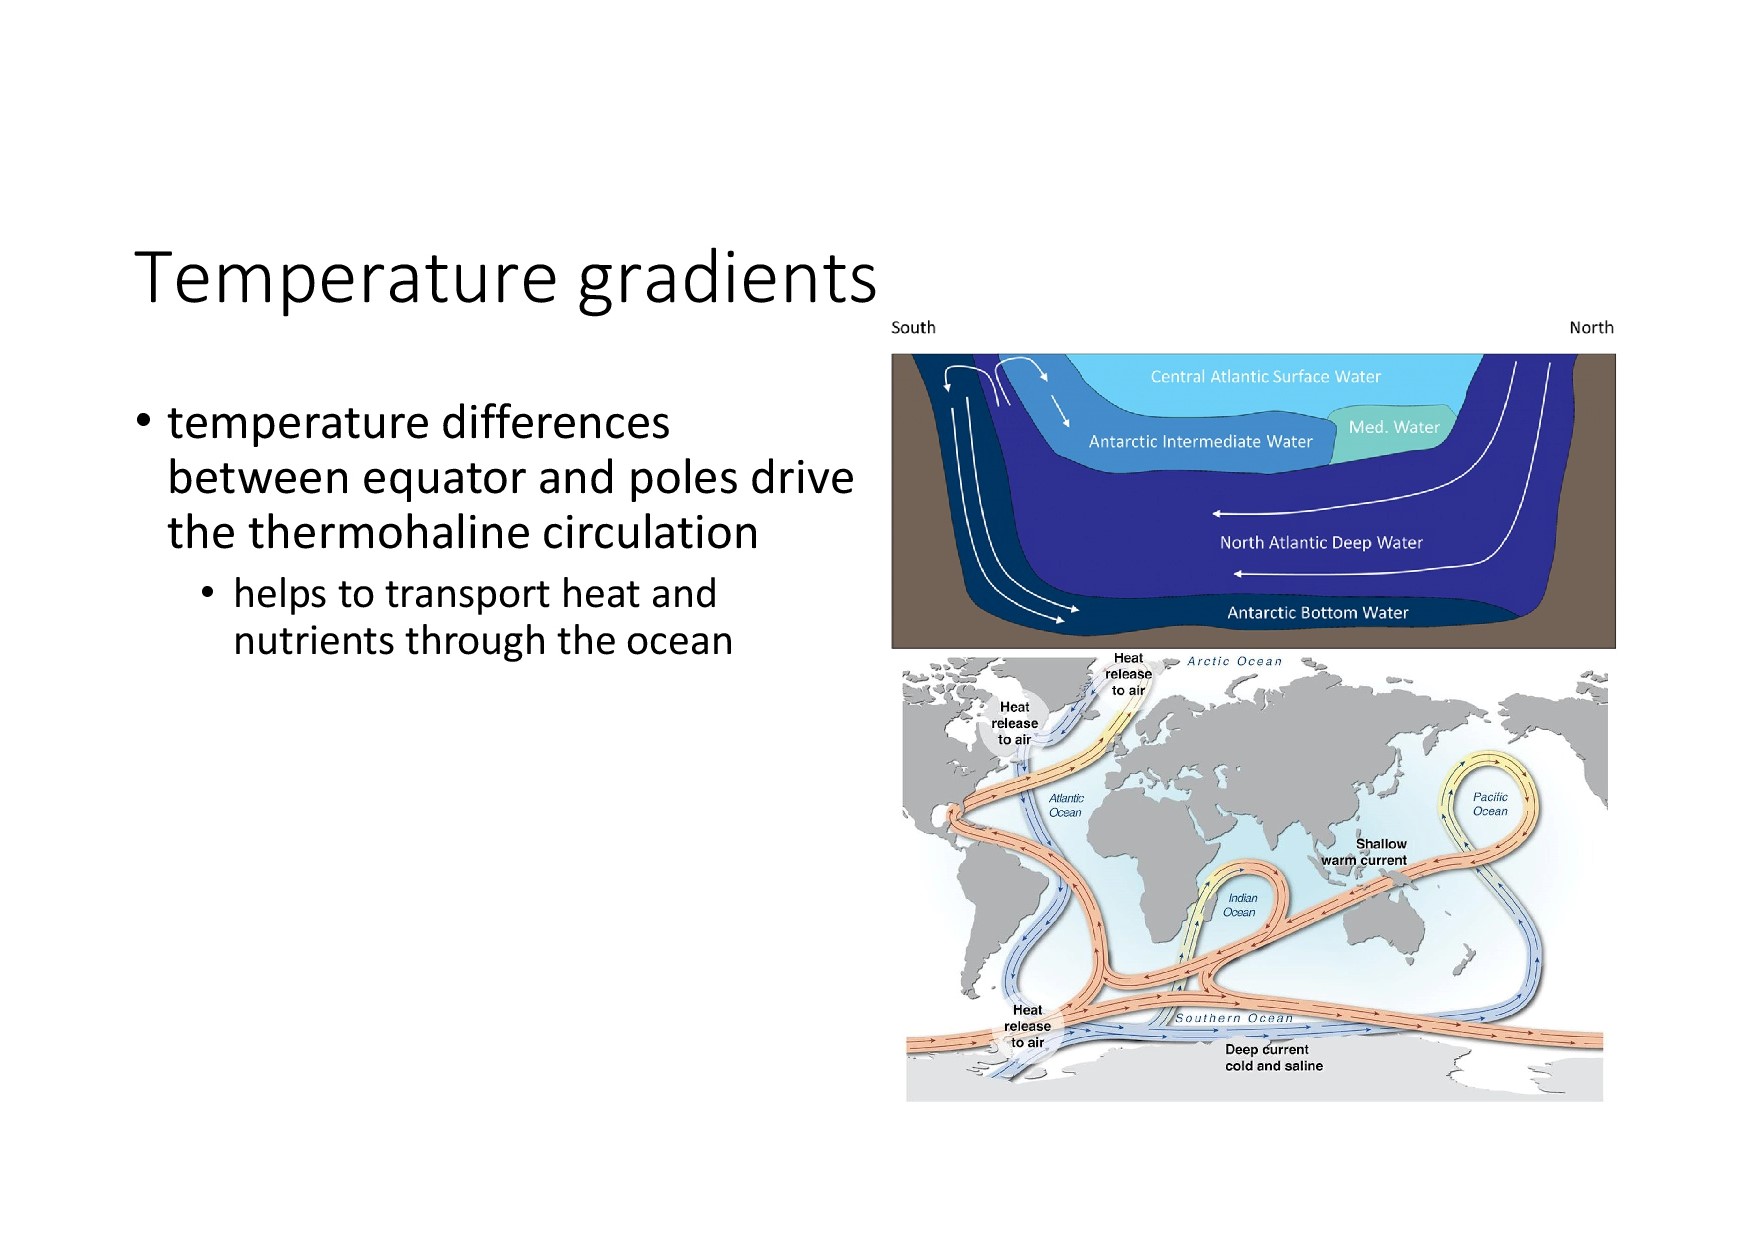 Temperature gradients
• temperature differences
between equator and poles drive
the thermohaline circulation
• helps to transport heat and
nutrients through the ocean
South
North
Central Atlantic Surface Water
Med. Water
Antarctic Intermediate Water
North Atlantic Deep Water
Antarctic Bottom Water
Heat
release
to air
Arctic Ocean
Heat
release
to air
Atlantic
Ocean
Pacific
Ocean
Shallow
warm current
Indian
Ocean
Heat
release
to air
Southern Ocean
Deep current
cold and saline